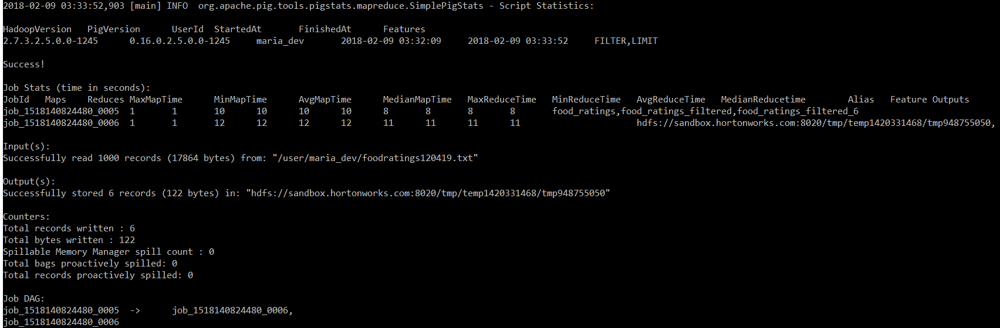 2018-02-09 03:33:52,903 [main] INFO  org.apache.pig.tools.pigstats.mapreduce.SimplePigStats - Script Statistics:
HadoopVersion   PigVersion      UserId  StartedAt       FinishedAt      Features
2.7.3.2.5.0.0-1245      0.16.0.2.5.0.0-1245     maria_dev       2018-02-09 03:32:09     2018-02-09 03:33:52     FILTER,LIMIT
Success!
Job Stats (time in seconds):
JobId   Maps    Reduces MaxMapTime      MinMapTime      AvgMapTime      MedianMapTime   MaxReduceTime   MinReduceTime   AvgReduceTime   MedianReducetime        Alias   Feature Outputs
job_1518140824480_0005  1       1       10      10      10      10      8       8       8       8       food_ratings,food_ratings_filtered,food_ratings_filtered_6
job_1518140824480_0006  1       1       12      12      12      12      11      11      11      11                      hdfs://sandbox.hortonworks.com:8020/tmp/temp1420331468/tmp948755050,
Input(s):
Successfully read 1000 records (17864 bytes) from: "/user/maria_dev/foodratings120419.txt"
Output(s):
Successfully stored 6 records (122 bytes) in: "hdfs://sandbox.hortonworks.com:8020/tmp/temp1420331468/tmp948755050"
Counters:
Total records written : 6
Total bytes written : 122
Spillable Memory Manager spill count : 0
Total bags proactively spilled: 0
Total records proactively spilled: 0
Job DAG:
job_1518140824480_0005  ->      job_1518140824480_0006,
job_1518140824480_0006